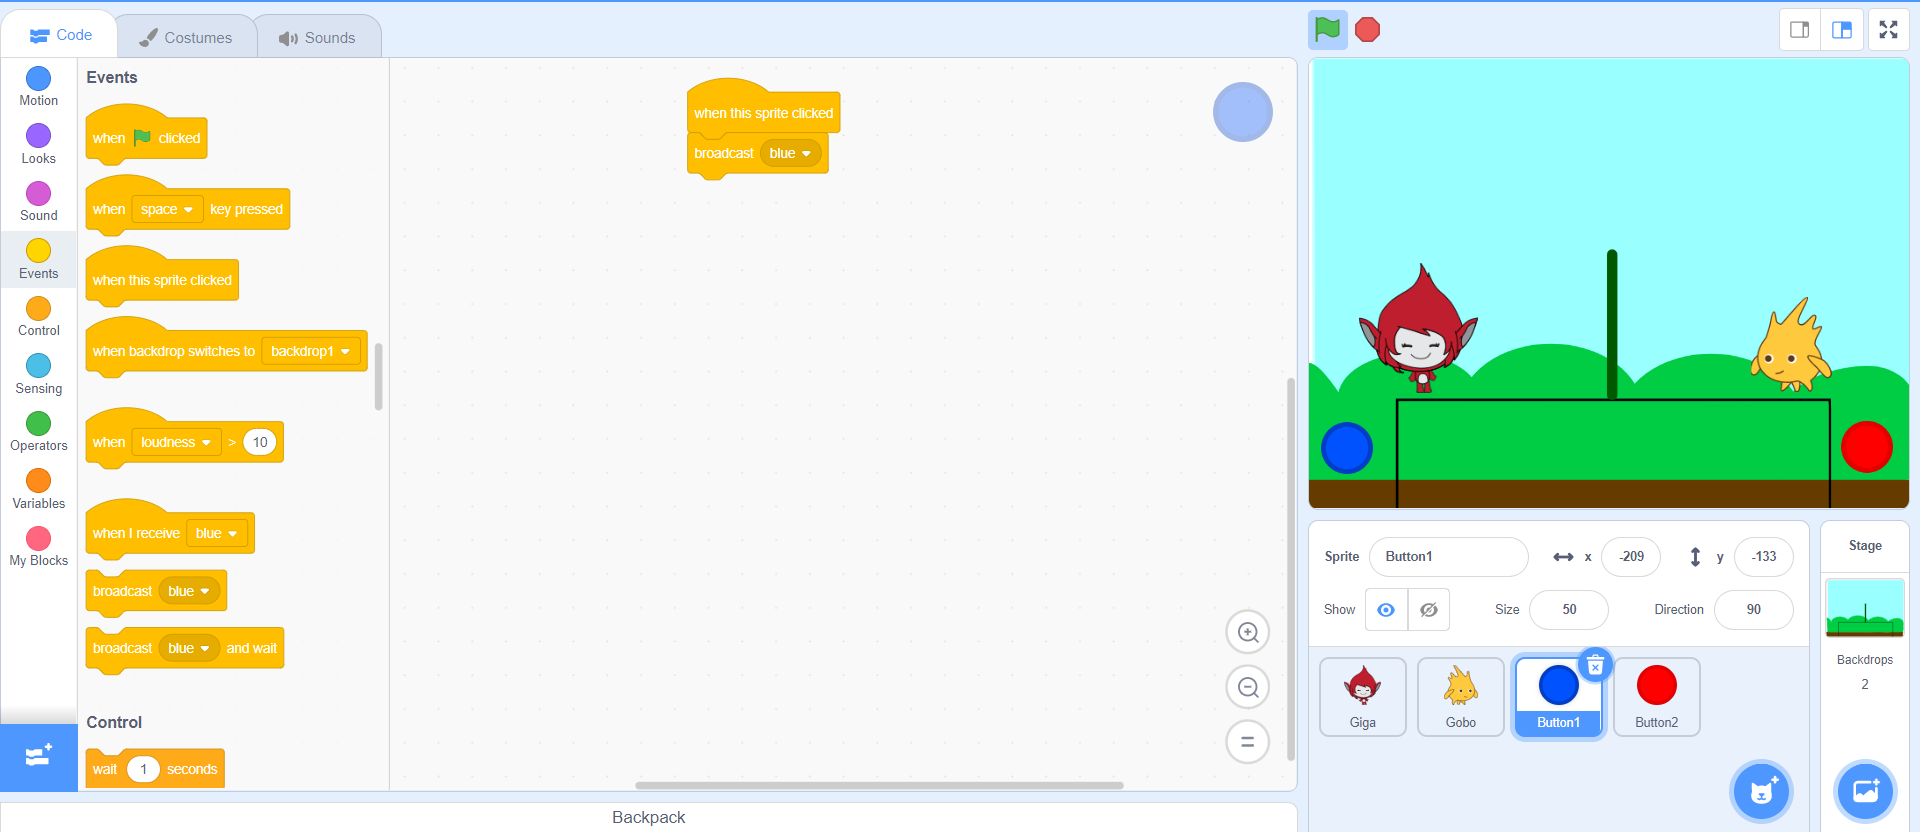 Code
Costumes
Sounds
Motion
Looks
Sound
Events
Control
Sensing
Operators
Variables
My Blocks
Events
when clicked
when space key pressed
when this sprite clicked
when backdrop switches to backdrop1
when loudness > 10
when I receive blue
broadcast blue
broadcast blue and wait
Control
wait 1 seconds
when this sprite clicked
broadcast blue
Backpack
Sprite Button1 x -209 y -133
Show Size 50 Direction 90
Giga
Gobo
Button1
Button2
Stage
Backdrops
2